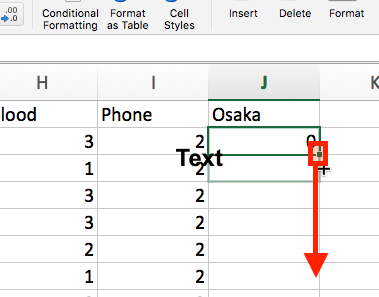 .00
.0
Conditional Formatting
Format as Table
Cell Styles
Insert
Delete
Format
H I J K
lood Phone Osaka
3 2 0
1 2
Text
3 2
3 2
2 2
1 2